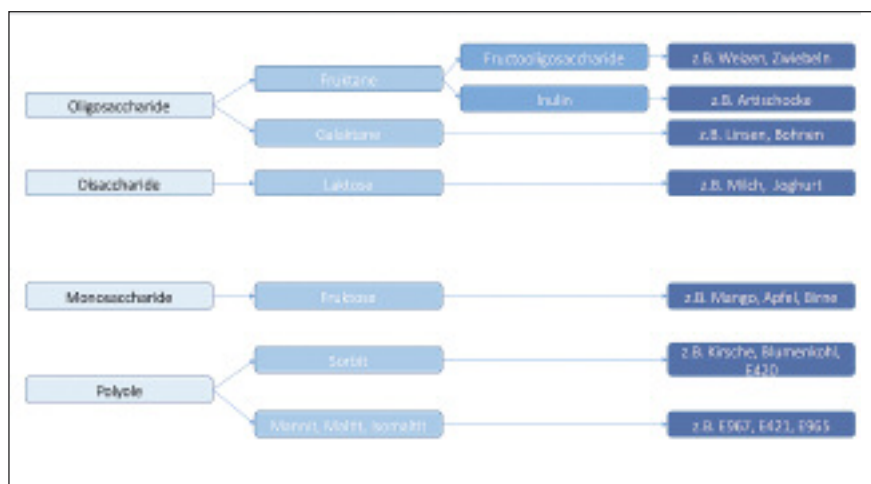 Fructooligosaccharide
z.B. Weizen, Zwiebeln
Fruktane
Inulin
z.B. Artischocke
Oligosaccharide
Galaktane
z.B. Linsen, Bohnen
Disaccharide
Laktose
z.B. Milch, Joghurt
Monosaccharide
Fruktose
z.B. Mango, Apfel, Birne
Sorbit
z.B. Kirsche, Blumenkohl,
E420
Polyole
Mannit, Maltit, Isomaltit
z.B. E967, E421, E965